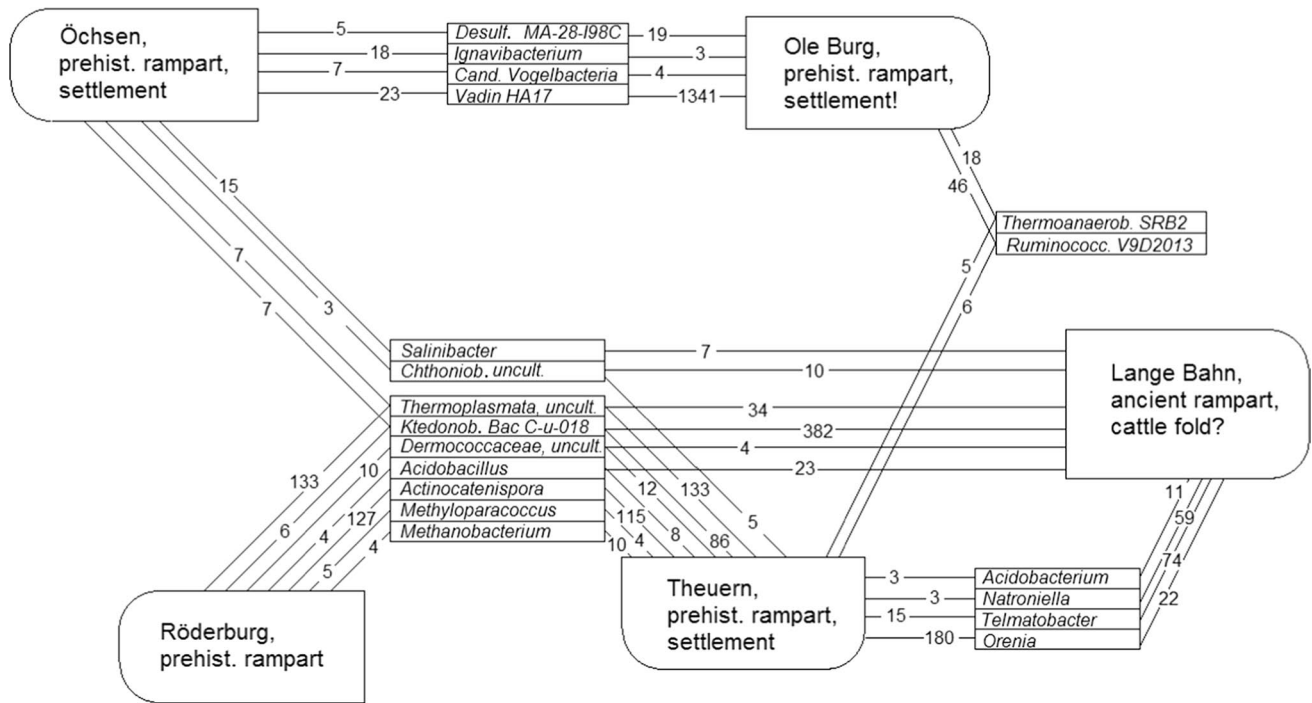 Öchsen,
prehist. rampart,
settlement
5
18
7
23
Desulf. MA-28-I98C
Ignavibacterium
Cand. Vogelbacteria
Vadin HA17
19
3
4
1341
Ole Burg,
prehist. rampart,
settlement!
18
46
Thermoanaerob. SRB2
Ruminococc. V9D2013
5
6
15
7
3
7
Salinibacter
Chthoniob. uncult.
7
10
Thermoplasmata, uncult.
Ktedonob. Bac C-u-018
Dermococcaceae, uncult.
Acidobacillus
Actinocatenispora
Methyloparacoccus
Methanobacterium
34
382
4
23
Lange Bahn,
ancient rampart,
cattle fold?
133
10
6
127
4
4
5
12
133
5
115
8
86
10
4
11
59
74
22
Röderburg,
prehist. rampart
Theuern,
prehist. rampart,
settlement
3
3
15
180
Acidobacterium
Natroniella
Telmatobacter
Orenia